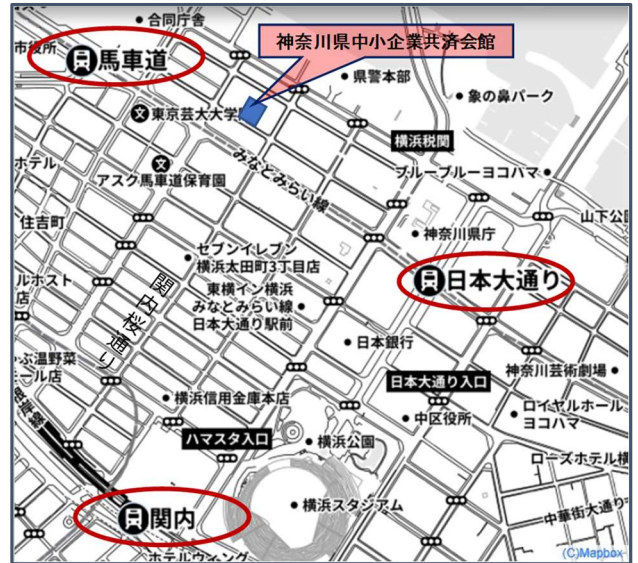 合同庁舎
市役所
馬車道
神奈川県中小企業共済会館
県警本部
象の鼻パーク
東京芸大大学
横浜税関
ホテル
アスク馬車道保育園
みなとみらい線
ブルーブルーヨコハマ
住吉町
山下公
神奈川県庁
セブンイレブン
横浜太田町3丁目店
日本大通り
ルホスト
店
関内桜通り
東横イン横浜
みなとみらい線
日本大通り駅前
日本銀行
ぶ温野菜
ール店
神奈川芸術劇場
日本大通り入口
横浜信用金庫本店
中区役所
ロイヤルホール
ヨコハマ
ハマスタ入口
横浜公園
ローズホテル横
横浜スタジアム
関内
中華街大通り
ホテルウィング
(C)Mapbox